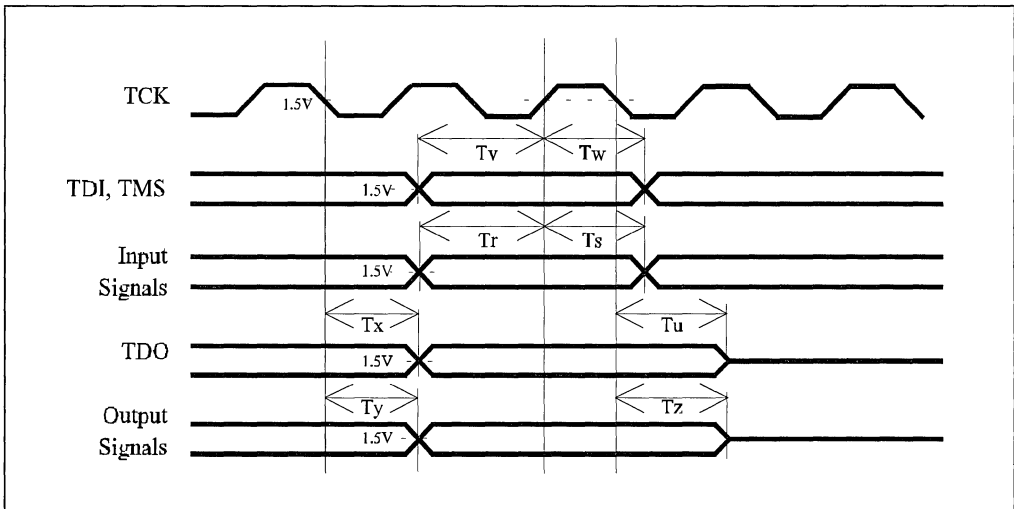 TCK 1.5V
Tv Tw
TDI, TMS 1.5V
Tr Ts
Input
Signals 1.5V
Tx Tu
TDO 1.5V
Ty Tz
Output
Signals 1.5V